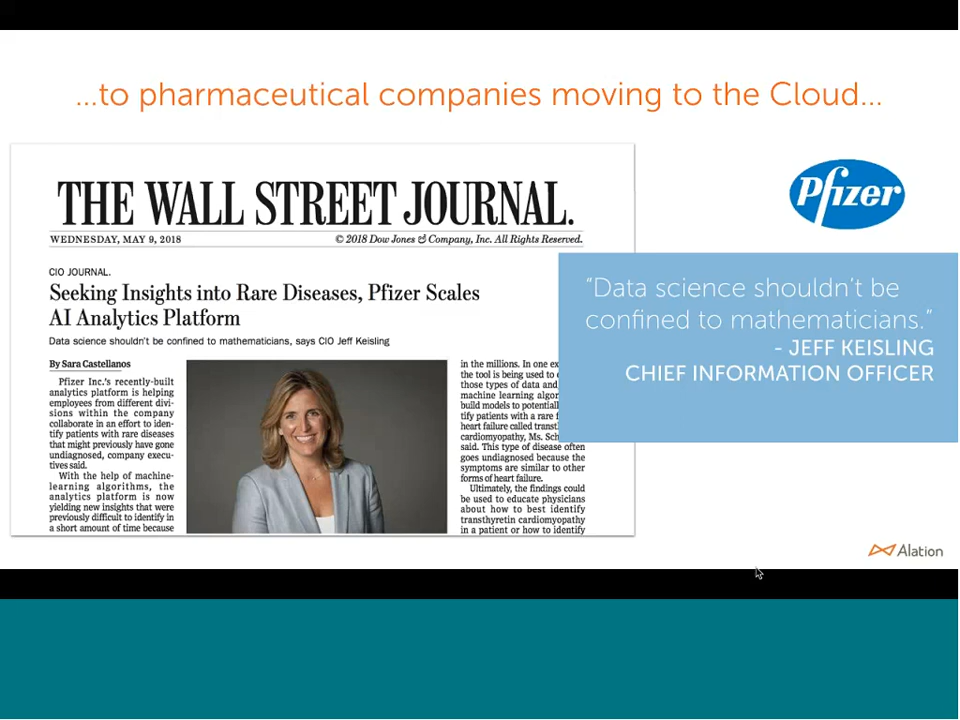 ...to pharmaceutical companies moving to the Cloud...
THE WALL STREET JOURNAL.
WEDNESDAY, MAY 9, 2018
© 2018 Dow Jones & Company, Inc. All Rights Reserved.
CIO JOURNAL.
Seeking Insights into Rare Diseases, Pfizer Scales
AI Analytics Platform
Data science shouldn't be confined to mathematicians, says CIO Jeff Keisling
By Sara Castellanos
Pfizer Inc.'s recently-built
analytics platform is helping
employees from different divi-
sions within the company
collaborate in an effort to iden-
tify patients with rare diseases
that might previously have gone
undiagnosed, company execu-
tives said.
With the help of machine-
learning algorithms, the
analytics platform is now
yielding new insights that were
previously difficult to identify in
a short amount of time because
in the millions. In one
the tool is being used to
those types of data and
machine learning
build models to
tify patients with a rare
heart failure called
cardiomyopathy, Ms.
said. This type of disease often
goes undiagnosed because the
symptoms are similar to other
forms of heart failure.
Ultimately, the findings could
be used to educate physicians
about how to best identify
transthyretin cardiomyopathy
in a patient or how to identify
Pfizer
"Data science shouldn't be
confined to mathematicians."
- JEFF KEISLING
CHIEF INFORMATION OFFICER
Alation